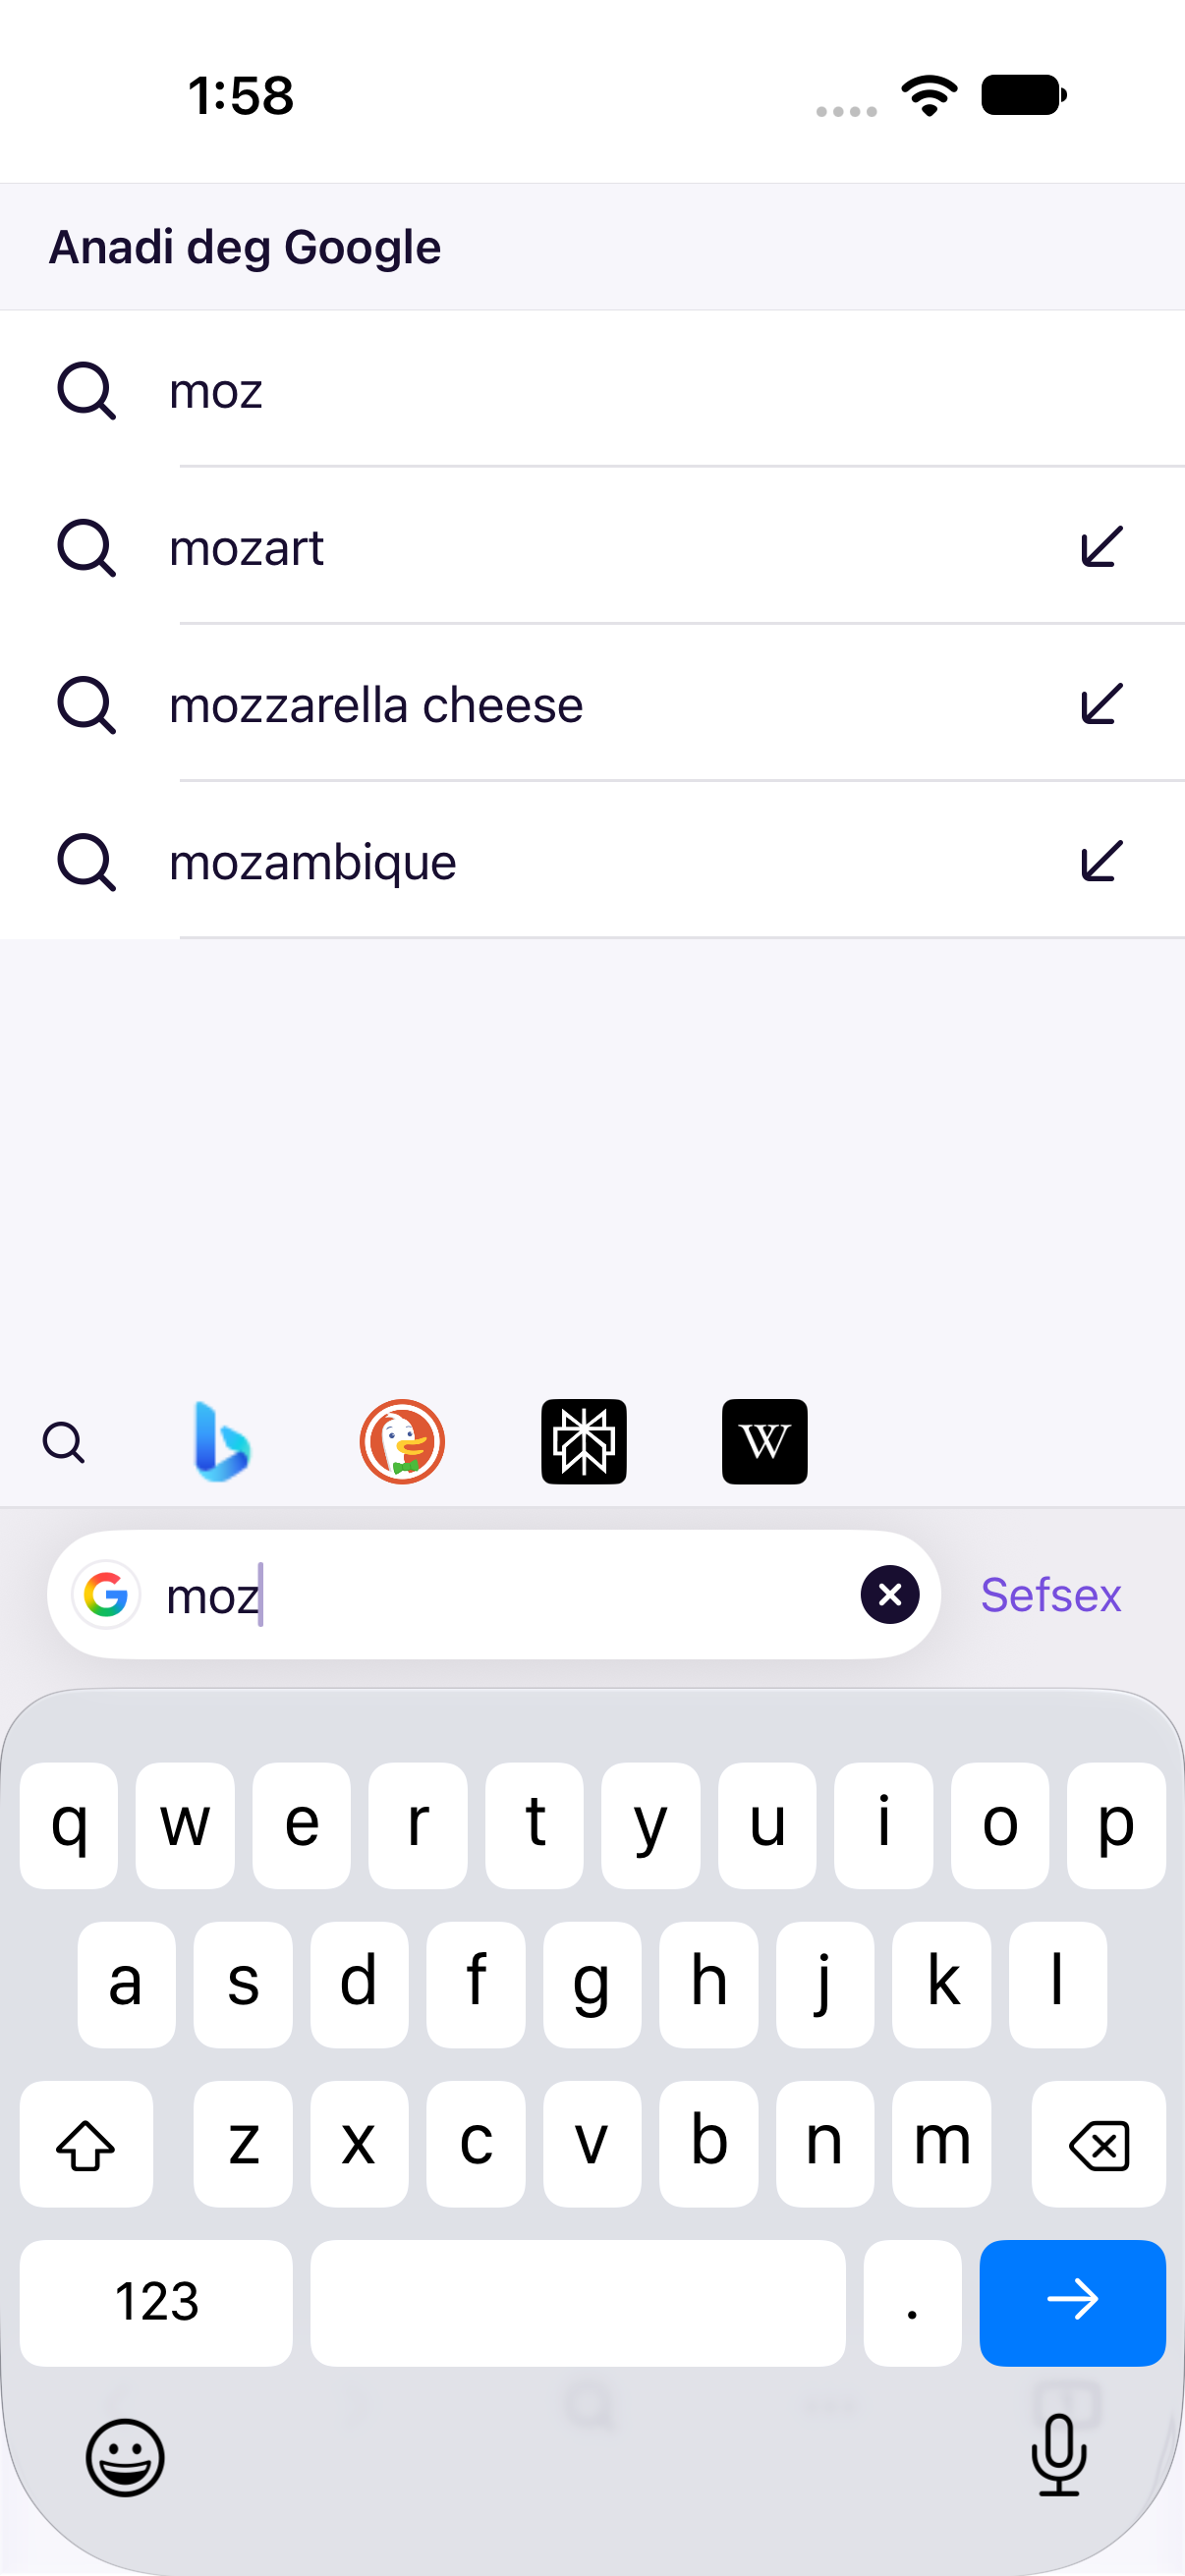 1:58
Anadi deg Google
moz
mozart
mozzarella cheese
mozambique
W
moz
Sefsex
q w e r t y u i o p
a s d f g h j k l
z x c v b n m
123 .